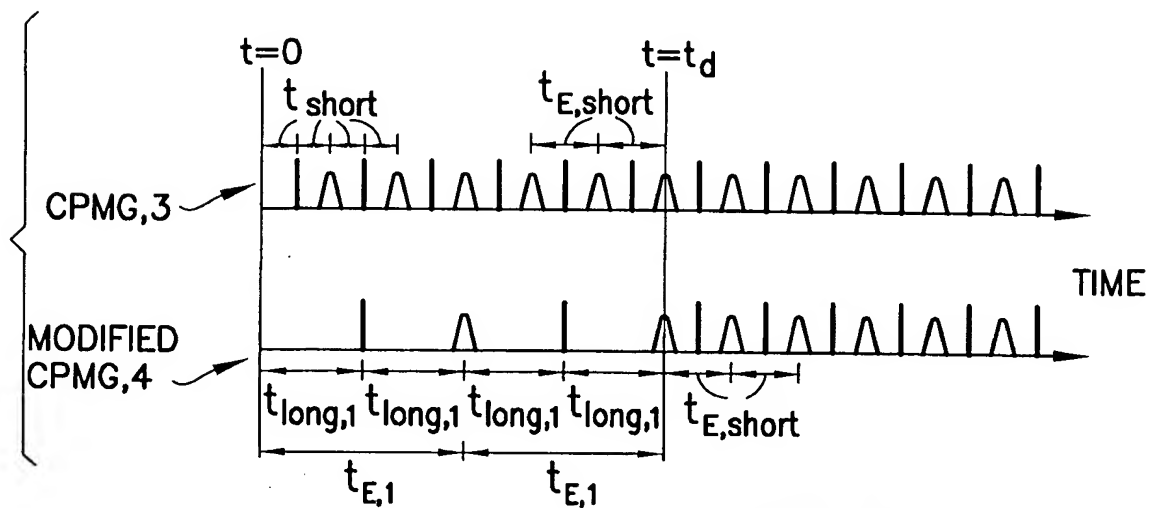 t=0
t=t_d
t_short
t_E,short
CPMG,3
TIME
MODIFIED
CPMG,4
t_long,1 t_long,1 t_long,1 t_long,1
t_E,short
t_E,1 t_E,1